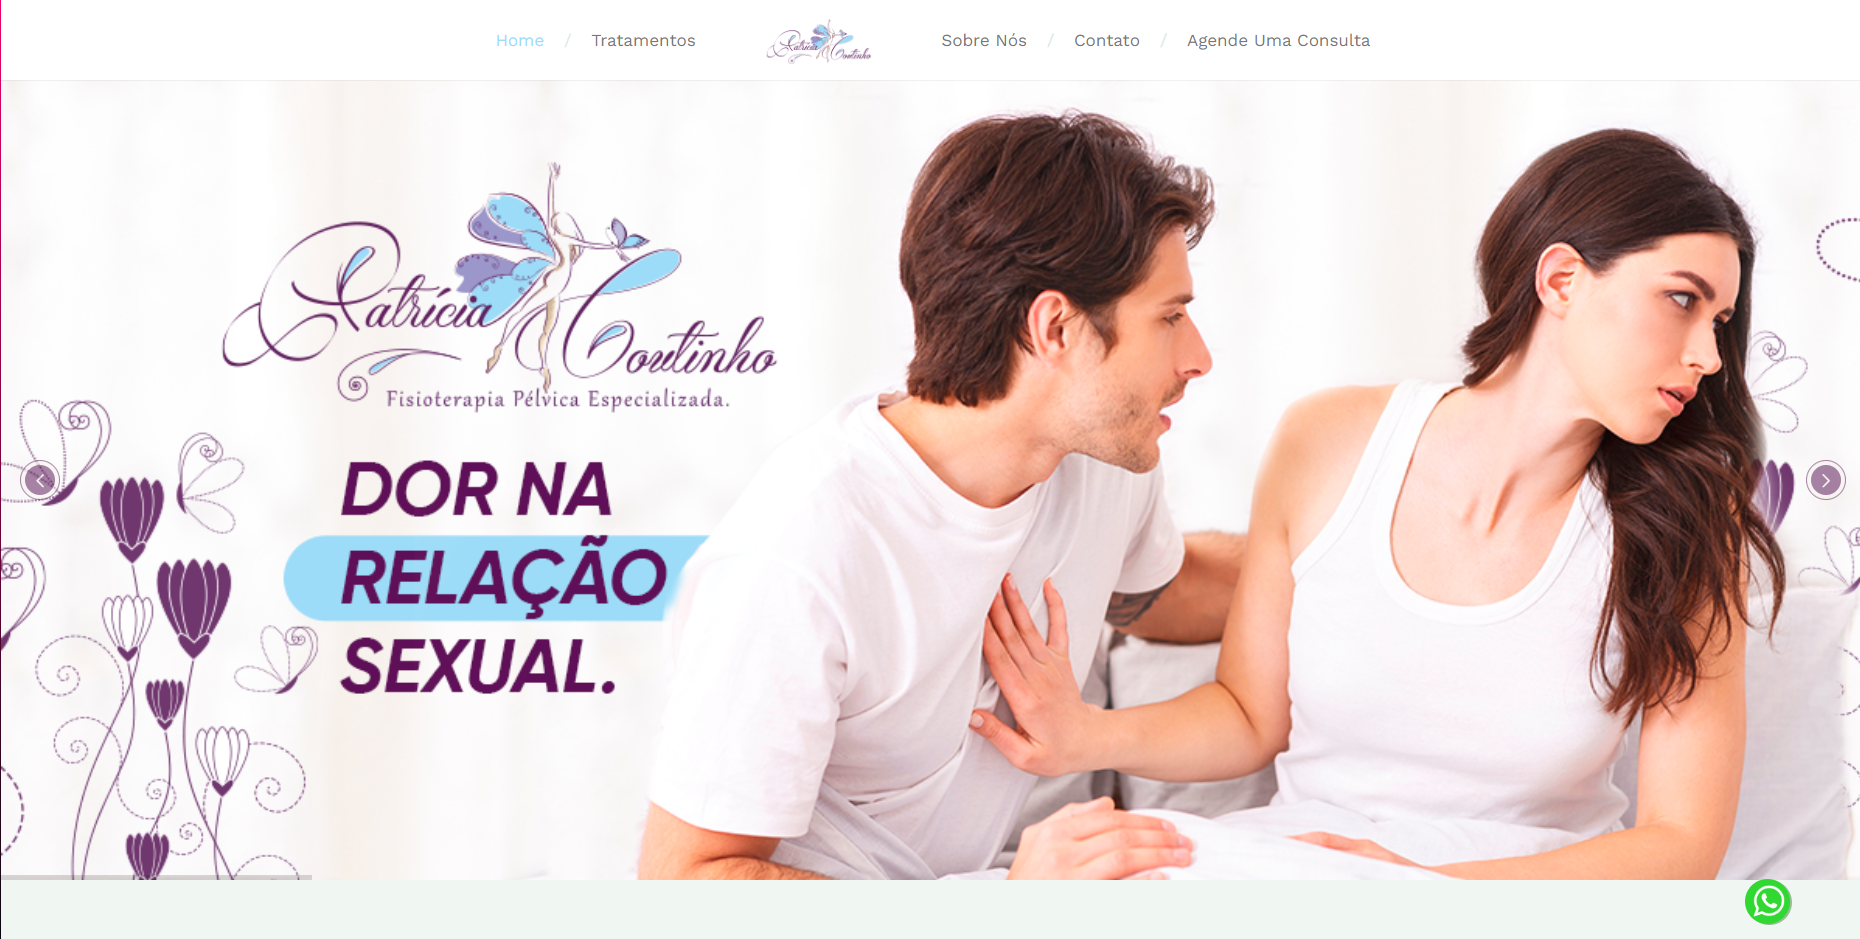 Home / Tratamentos
Patrícia Coutinho
Sobre Nós / Contato / Agende Uma Consulta
Patrícia Coutinho
Fisioterapia Pélvica Especializada.
DOR NA
RELAÇÃO
SEXUAL.